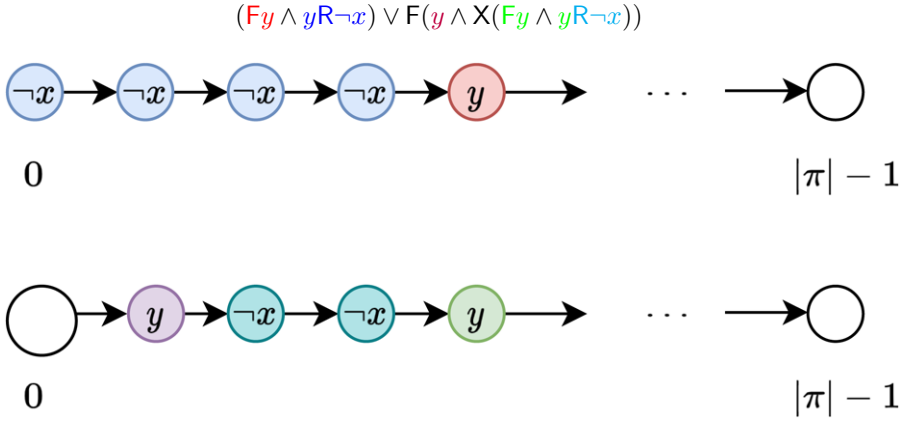 (Fy ∧ yR¬x) ∨ F(y ∧ X(Fy ∧ yR¬x))
¬x ¬x ¬x ¬x y ...
0 |π| − 1
y ¬x ¬x y ...
0 |π| − 1